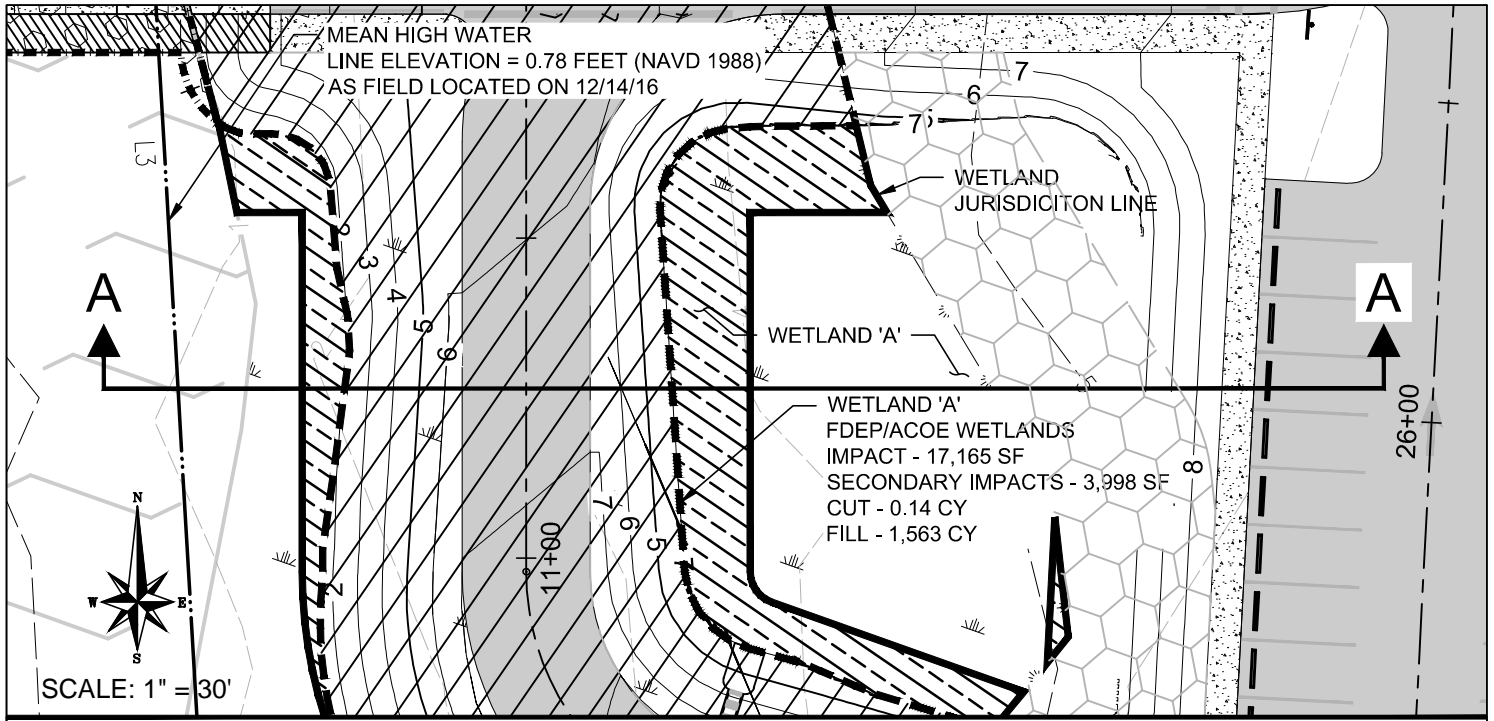 MEAN HIGH WATER
LINE ELEVATION = 0.78 FEET (NAVD 1988)
AS FIELD LOCATED ON 12/14/16
7
6
7
L3
WETLAND
JURISDICITON LINE
2
3
4
5
6
A
A
WETLAND 'A'
5
WETLAND 'A'
FDEP/ACOE WETLANDS
IMPACT - 17,165 SF
SECONDARY IMPACTS - 3,998 SF
CUT - 0.14 CY
FILL - 1,563 CY
26+00
8
7
6
5
11+00
2
N
W
E
S
SCALE: 1" = 30'